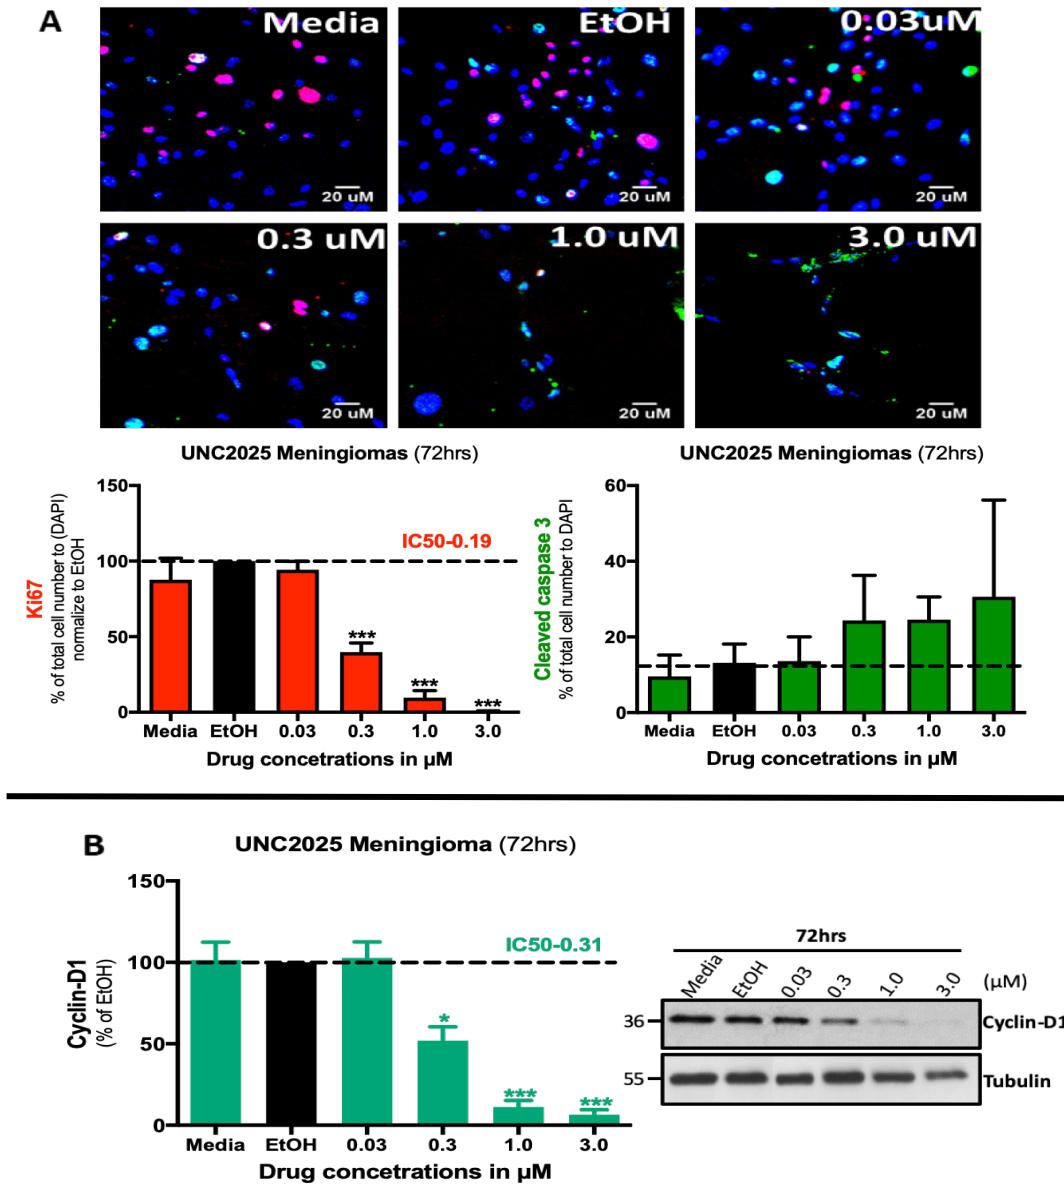 A
Media
EtOH
0.03uM
20 uM
20 uM
20 uM
0.3 uM
1.0 uM
3.0 uM
20 uM
20 uM
20 uM
UNC2025 Meningiomas (72hrs)
Ki67
% of total cell number to (DAPI)
normalize to EtOH
150
100
50
0
IC50-0.19
***
***
***
Media EtOH 0.03 0.3 1.0 3.0
Drug concetrations in µM
UNC2025 Meningiomas (72hrs)
Cleaved caspase 3
% of total cell number to DAPI
60
40
20
0
Media EtOH 0.03 0.3 1.0 3.0
Drug concetrations in µM
B
UNC2025 Meningioma (72hrs)
Cyclin-D1
(% of EtOH)
150
100
50
0
IC50-0.31
*
***
***
Media EtOH 0.03 0.3 1.0 3.0
Drug concetrations in µM
72hrs
Media EtOH 0.03 0.3 1.0 3.0 (µM)
36 Cyclin-D1
55 Tubulin